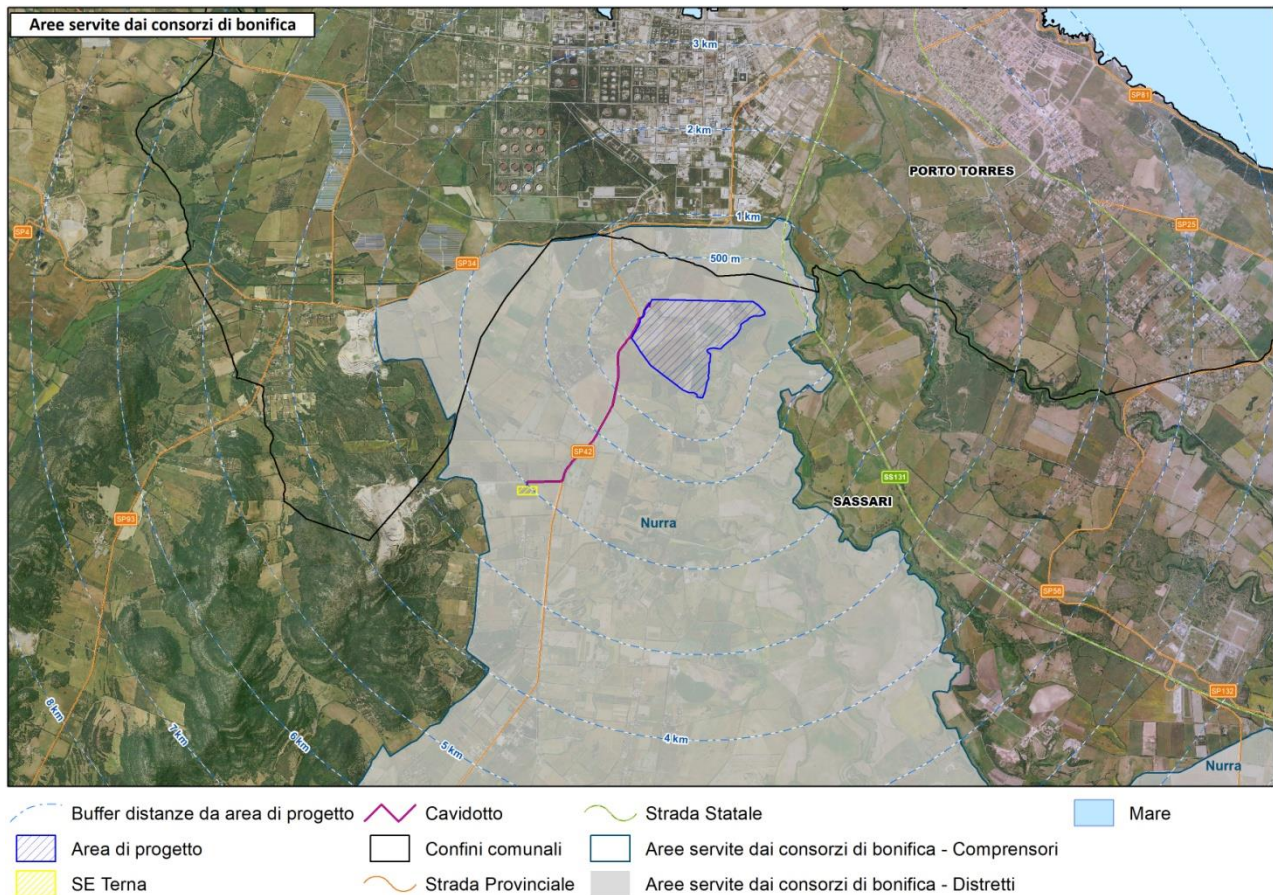 Aree servite dai consorzi di bonifica
3 km
SP81
2 km
PORTO TORRES
1 km
SP25
SP4
500 m
SP34
SP42
SS131
SASSARI
SP93
Nurra
SP56
SP132
8 km
7 km
6 km
5 km
4 km
Nurra
Buffer distanze da area di progetto
Cavidotto
Strada Statale
Mare
Area di progetto
Confini comunali
Aree servite dai consorzi di bonifica - Comprensori
SE Terna
Strada Provinciale
Aree servite dai consorzi di bonifica - Distretti